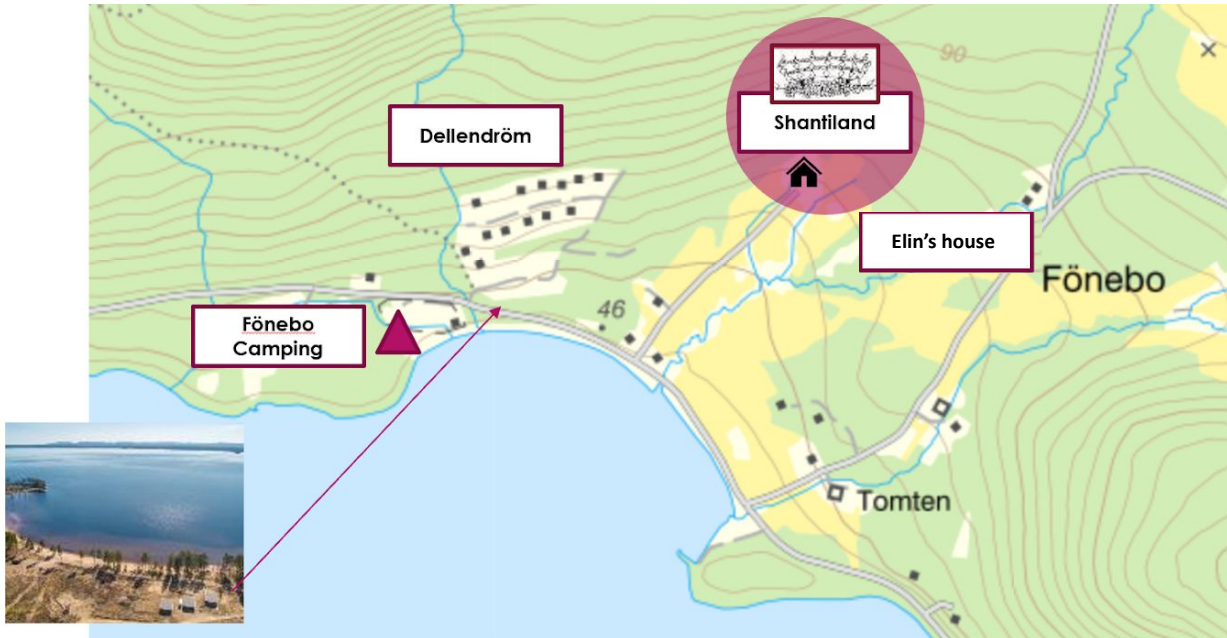 90
Shantiland
Dellendröm
Elin's house
Fönebo
46
Fönebo
Camping
Tomten